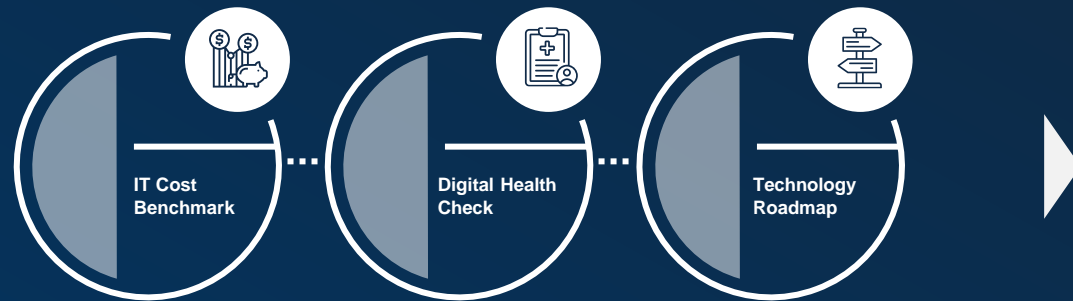 IT Cost
Benchmark
Digital Health
Check
Technology
Roadmap